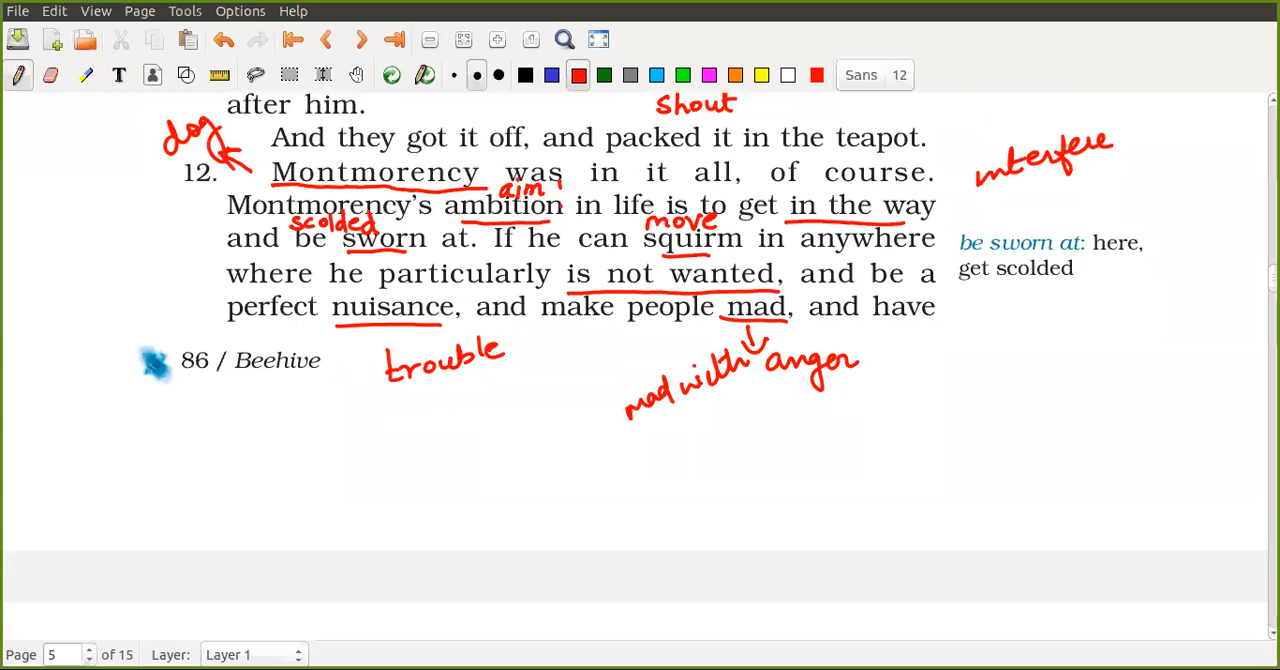 File Edit View Page Tools Options Help
T Sans 12
after him.
shout
And they got it off, and packed it in the teapot.
dog
interfere
12. Montmorency was in it all, of course.
aim
Montmorency's ambition in life is to get in the way
scolded move
and be sworn at. If he can squirm in anywhere
be sworn at: here,
get scolded
where he particularly is not wanted, and be a
perfect nuisance, and make people mad, and have
86 / Beehive
trouble
mad with anger
Page 5 of 15 Layer: Layer 1